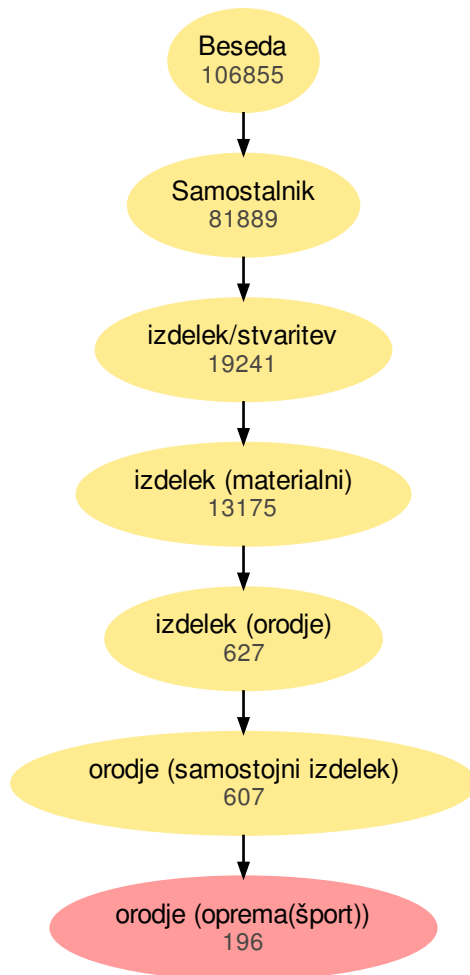 Beseda
106855
Samostalnik
81889
izdelek/stvaritev
19241
izdelek (materialni)
13175
izdelek (orodje)
627
orodje (samostojni izdelek)
607
orodje (oprema(šport))
196